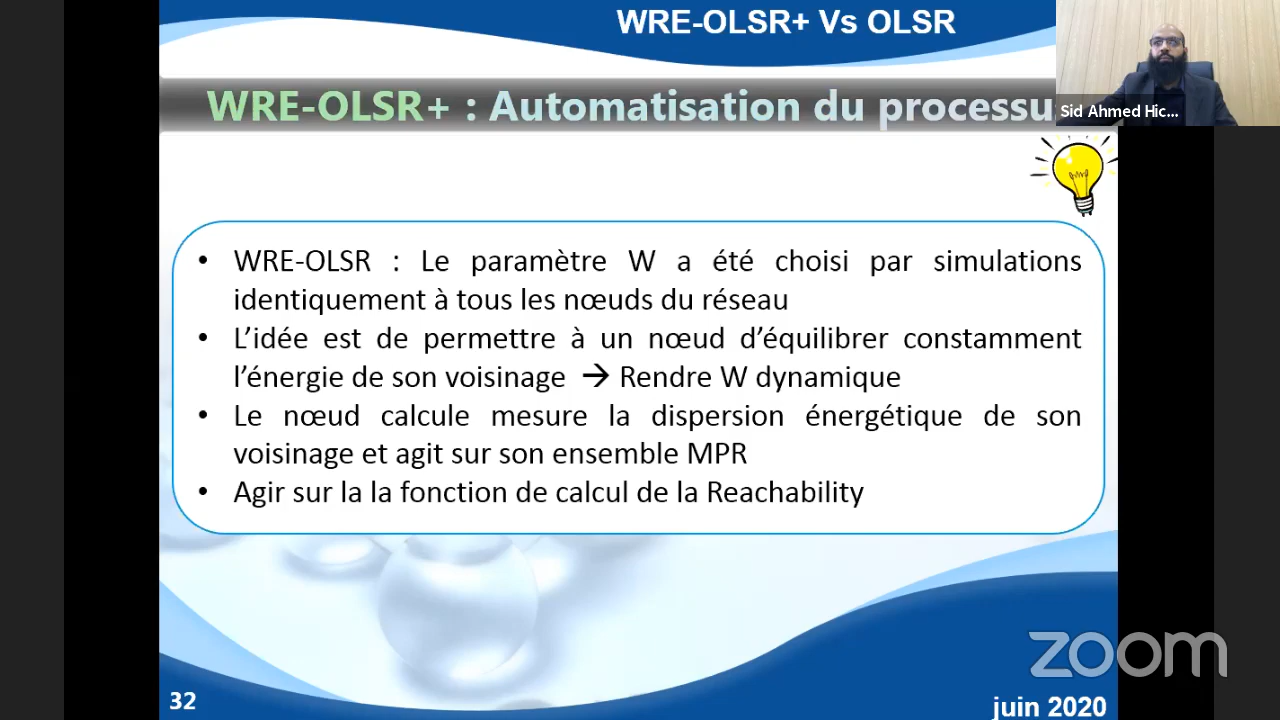 WRE-OLSR+ Vs OLSR
WRE-OLSR+ : Automatisation du processu
Sid Ahmed Hic...
• WRE-OLSR : Le paramètre W a été choisi par simulations
identiquement à tous les nœuds du réseau
• L’idée est de permettre à un nœud d’équilibrer constamment
l’énergie de son voisinage → Rendre W dynamique
• Le nœud calcule mesure la dispersion énergétique de son
voisinage et agit sur son ensemble MPR
• Agir sur la la fonction de calcul de la Reachability
zoom
32
juin 2020